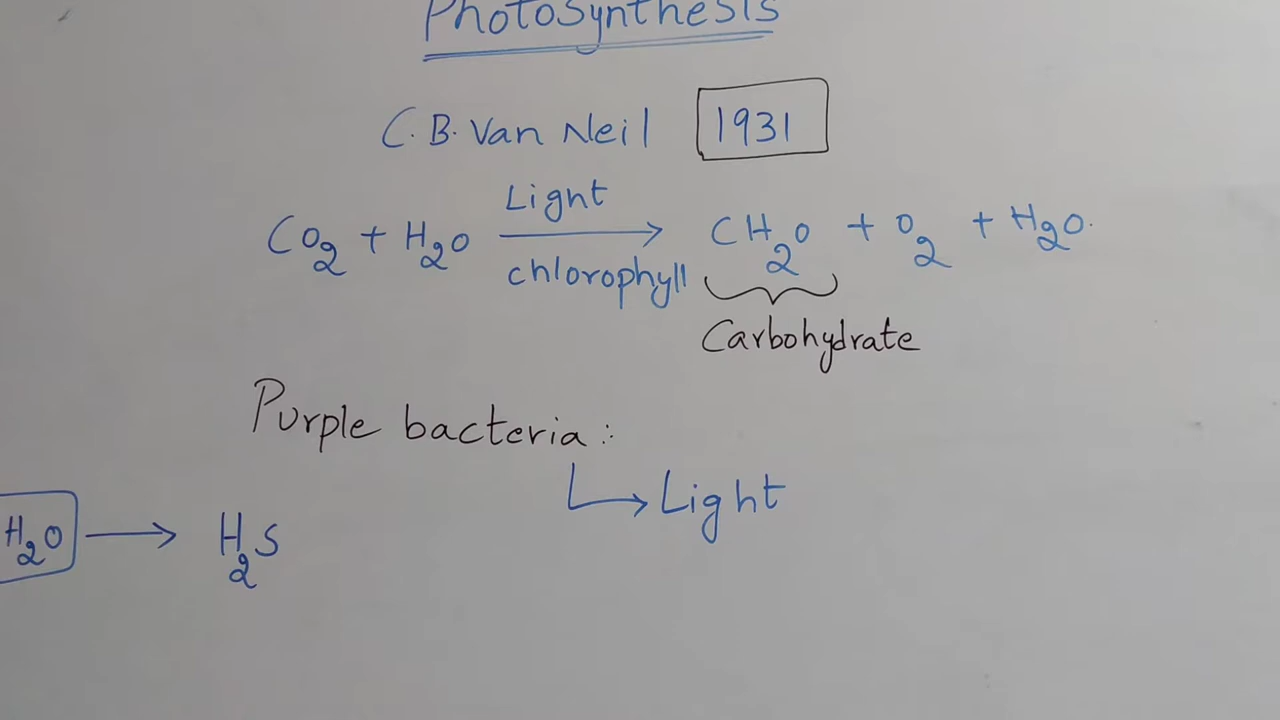 Photosynthesis
C.B. Van Neil 1931
Light
CO2 + H2O → CH2O + O2 + H2O.
chlorophyll
Carbohydrate
Purple bacteria :
→ Light
H2O → H2S